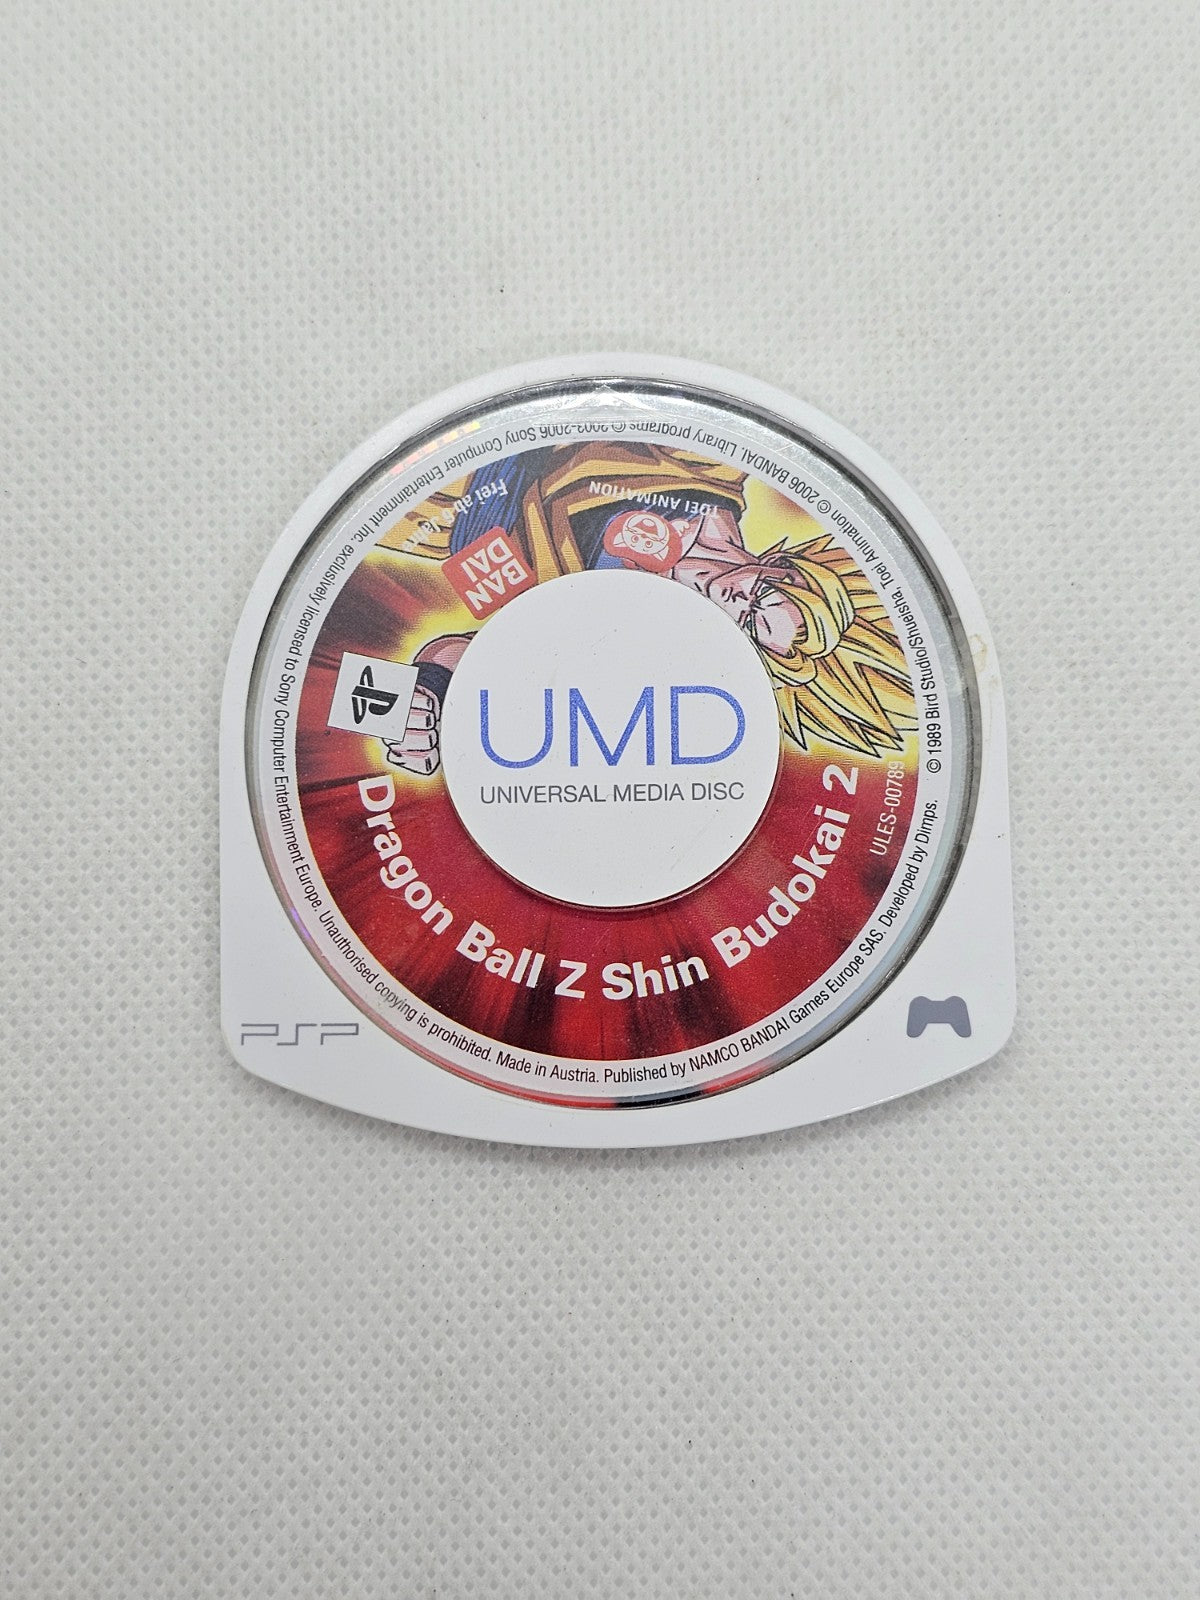 UMD
UNIVERSAL MEDIA DISC
Dragon Ball Z Shin Budokai 2
ULES-00789
BAN
DAI
TOEI ANIMATION
Frei ab
© 1989 Bird Studio/Shueisha, Toei Animation © 2006 BANDAI. Library programs © 2003-2006 Sony Computer Entertainment Inc. exclusively licensed to Sony Computer Entertainment Europe. Unauthorised copying is prohibited. Made in Austria. Published by NAMCO BANDAI Games Europe SAS. Developed by Dimps.
PSP